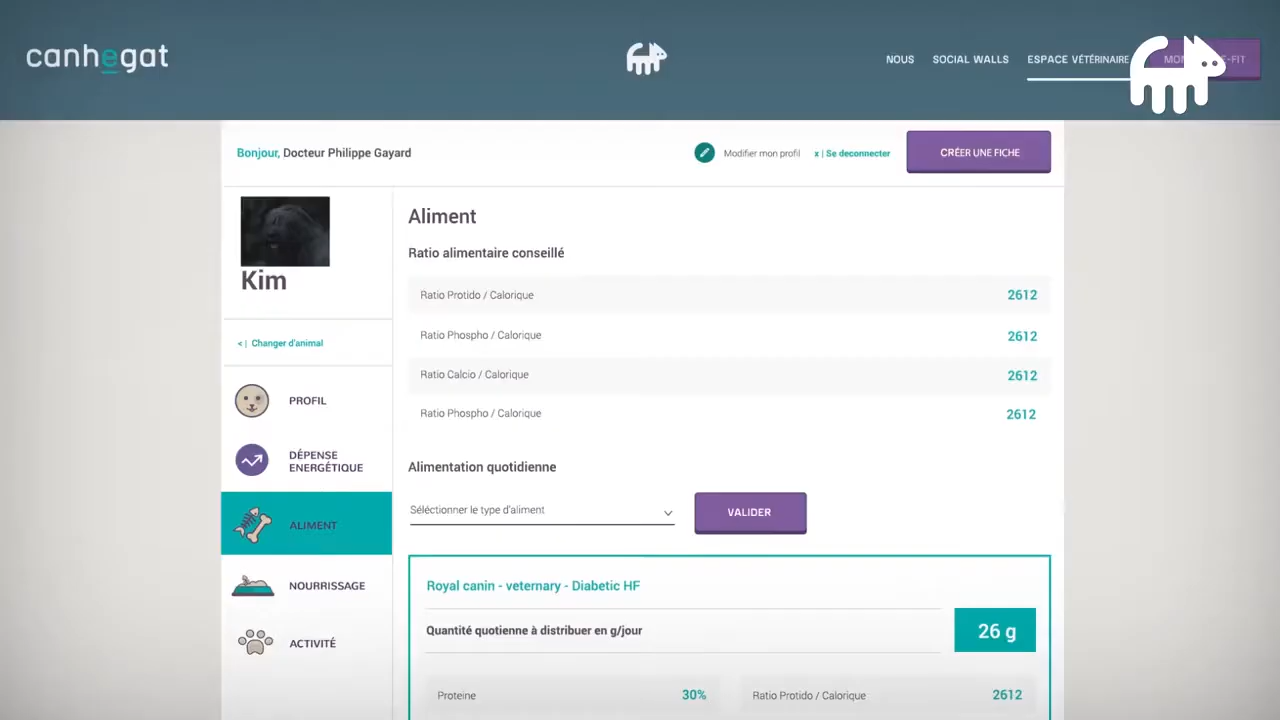 canhegat
NOUS
SOCIAL WALLS
ESPACE VÉTÉRINAIRE
Bonjour, Docteur Philippe Gayard
Modifier mon profil
x | Se deconnecter
CRÉER UNE FICHE
Kim
< | Changer d'animal
PROFIL
DÉPENSE
ENERGÉTIQUE
ALIMENT
NOURRISSAGE
ACTIVITÉ
Aliment
Ratio alimentaire conseillé
Ratio Protido / Calorique 2612
Ratio Phospho / Calorique 2612
Ratio Calcio / Calorique 2612
Ratio Phospho / Calorique 2612
Alimentation quotidienne
Séléctionner le type d'aliment
VALIDER
Royal canin - veternary - Diabetic HF
Quantité quotienne à distribuer en g/jour 26 g
Proteine 30% Ratio Protido / Calorique 2612